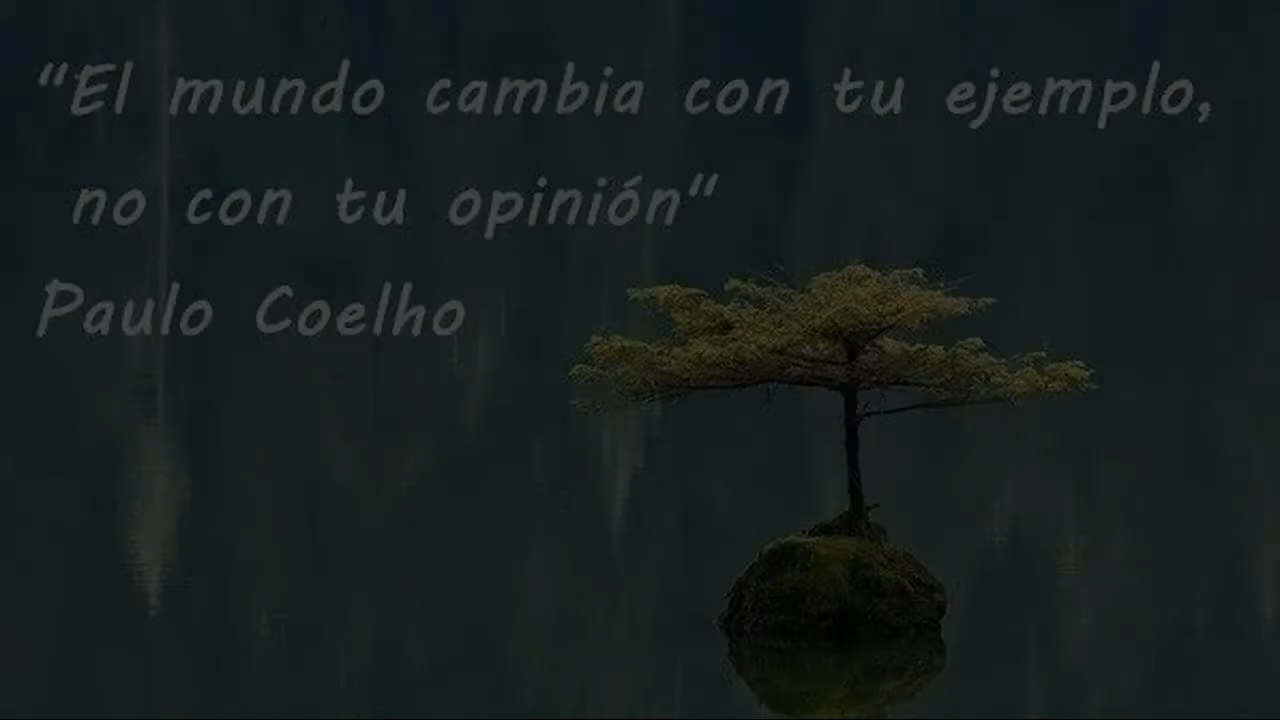 “El mundo cambia con tu ejemplo,
no con tu opinión“
Paulo Coelho